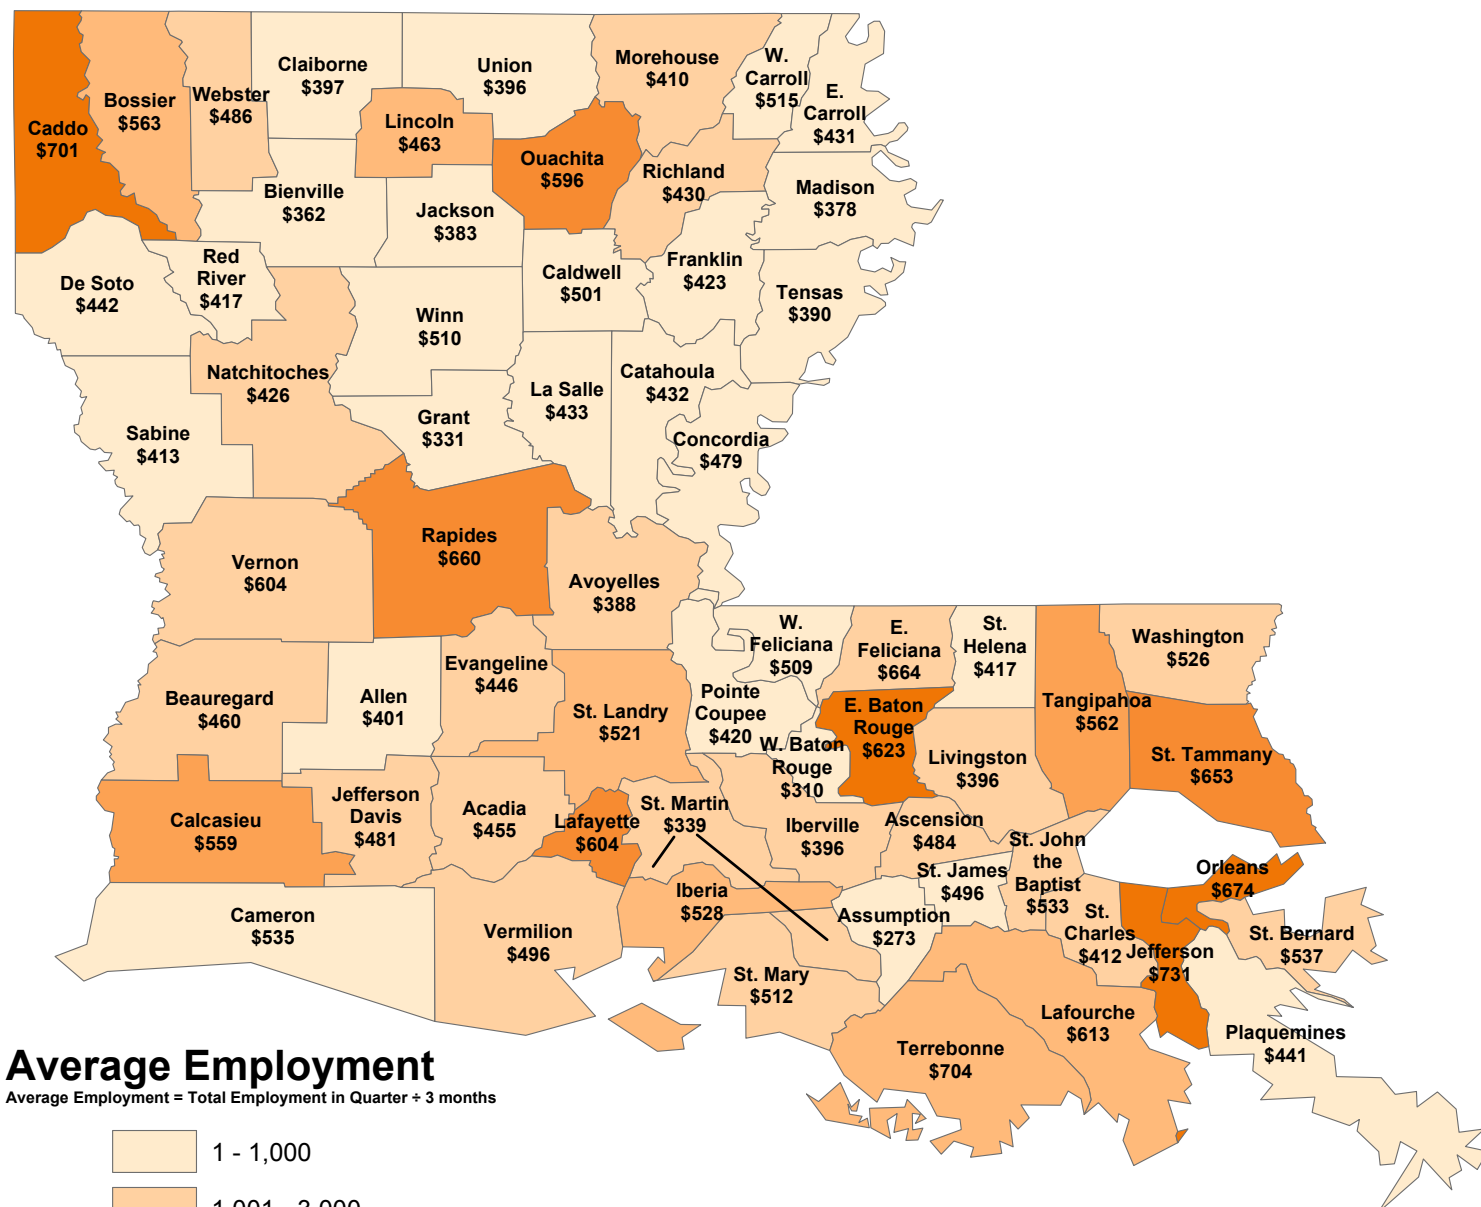 Claiborne
$397
Union
$396
Morehouse
$410
W.
Carroll
$515
E.
Carroll
$431
Caddo
$701
Bossier
$563
Webster
$486
Lincoln
$463
Ouachita
$596
Richland
$430
Madison
$378
Bienville
$362
Jackson
$383
De Soto
$442
Red
River
$417
Caldwell
$501
Franklin
$423
Tensas
$390
Winn
$510
Natchitoches
$426
La Salle
$433
Catahoula
$432
Grant
$331
Sabine
$413
Concordia
$479
Vernon
$604
Rapides
$660
Avoyelles
$388
W.
Feliciana
$509
E.
Feliciana
$664
St.
Helena
$417
Washington
$526
Beauregard
$460
Allen
$401
Evangeline
$446
St. Landry
$521
Pointe
Coupee
$420
E. Baton
Rouge
$623
Tangipahoa
$562
W. Baton
Rouge
$310
Livingston
$396
St. Tammany
$653
Calcasieu
$559
Jefferson
Davis
$481
Acadia
$455
Lafayette
$604
St. Martin
$339
Iberville
$396
Ascension
$484
St. John
the
Baptist
$533
St. James
$496
Orleans
$674
Cameron
$535
Vermilion
$496
Iberia
$528
Assumption
$273
St.
Charles
$412
Jefferson
$731
St. Bernard
$537
St. Mary
$512
Terrebonne
$704
Lafourche
$613
Plaquemines
$441
Average Employment
Average Employment = Total Employment in Quarter ÷ 3 months
1 - 1,000
1,001 - 3,000